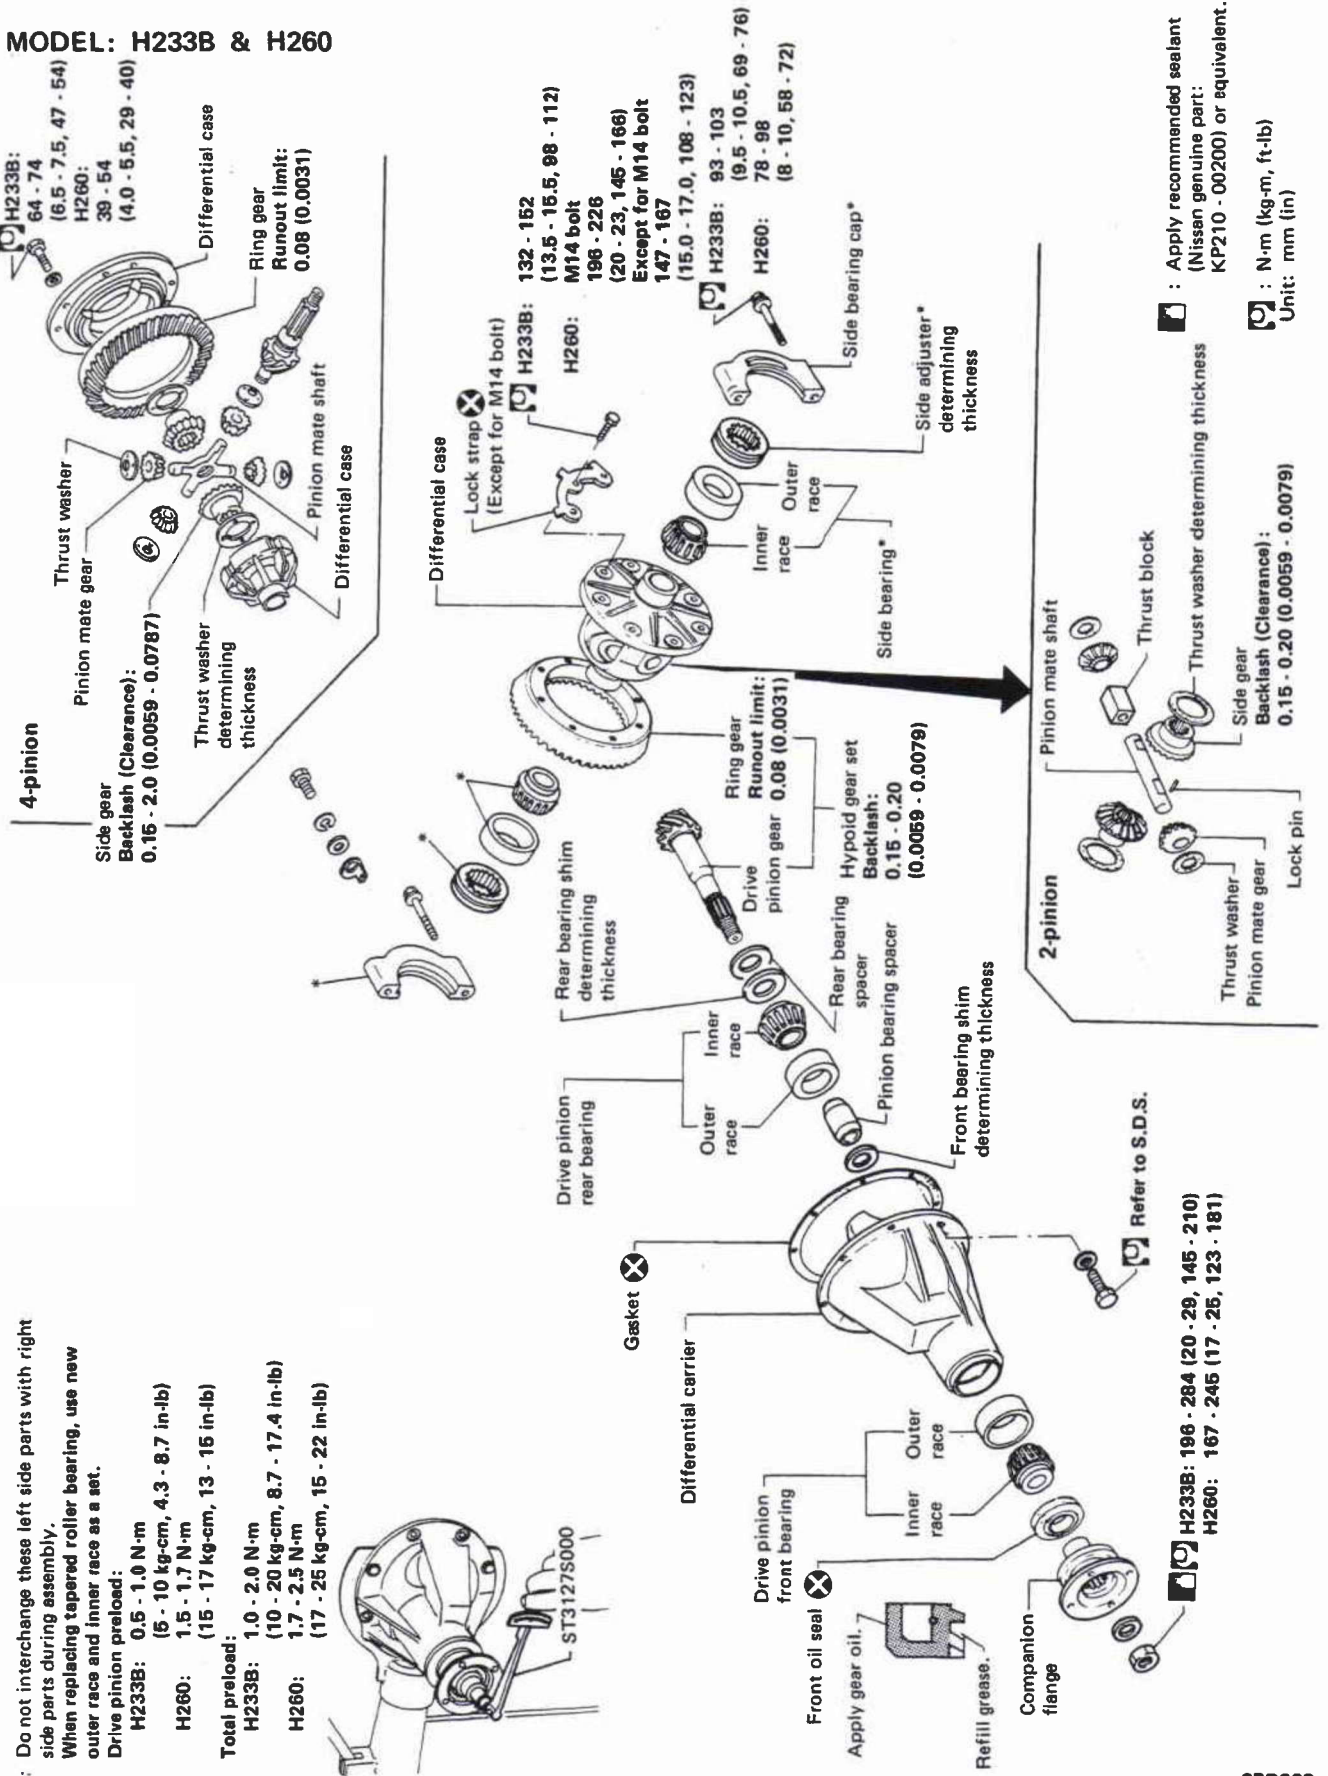 MODEL: H233B & H260
4-pinion
H233B:
64 - 74
(6.5 - 7.5, 47 - 54)
H260:
39 - 54
(4.0 - 5.5, 29 - 40)
Differential case
Ring gear
Runout limit:
0.08 (0.0031)
Thrust washer
Pinion mate gear
Side gear
Backlash (Clearance):
0.15 - 2.0 (0.0059 - 0.0787)
Thrust washer
determining
thickness
Pinion mate shaft
Differential case
Differential case
Lock strap
(Except for M14 bolt)
H233B:
132 - 152
(13.5 - 15.5, 98 - 112)
H260:
M14 bolt
196 - 226
(20 - 23, 145 - 166)
Except for M14 bolt
147 - 167
(15.0 - 17.0, 108 - 123)
H233B:
93 - 103
(9.5 - 10.5, 69 - 76)
H260:
78 - 98
(8 - 10, 58 - 72)
Side bearing cap*
Side adjuster*
determining
thickness
Outer
race
Inner
race
Side bearing*
*
*
*
Ring gear
Runout limit:
0.08 (0.0031)
Drive
pinion gear
Hypoid gear set
Backlash:
0.15 - 0.20
(0.0059 - 0.0079)
Rear bearing shim
determining
thickness
Rear bearing
spacer
Drive pinion
rear bearing
Inner
race
Outer
race
Pinion bearing spacer
Front bearing shim
determining thickness
2-pinion
Pinion mate shaft
Thrust block
Thrust washer determining thickness
Side gear
Backlash (Clearance):
0.15 - 0.20 (0.0059 - 0.0079)
Lock pin
Thrust washer
Pinion mate gear
: Apply recommended sealant
(Nissan genuine part:
KP210 - 00200) or equivalent.
: N·m (kg-m, ft-lb)
Unit: mm (in)
: Do not interchange these left side parts with right
side parts during assembly.
When replacing tapered roller bearing, use new
outer race and inner race as a set.
Drive pinion preload:
H233B: 0.5 - 1.0 N·m
(5 - 10 kg-cm, 4.3 - 8.7 in-lb)
H260: 1.5 - 1.7 N·m
(15 - 17 kg-cm, 13 - 15 in-lb)
Total preload:
H233B: 1.0 - 2.0 N·m
(10 - 20 kg-cm, 8.7 - 17.4 in-lb)
H260: 1.7 - 2.5 N·m
(17 - 25 kg-cm, 15 - 22 in-lb)
ST3127S000
Gasket
Differential carrier
Refer to S.D.S.
Drive pinion
front bearing
Outer
race
Inner
race
Front oil seal
Apply gear oil.
Refill grease.
Companion
flange
H233B: 196 - 284 (20 - 29, 145 - 210)
H260: 167 - 245 (17 - 25, 123 - 181)